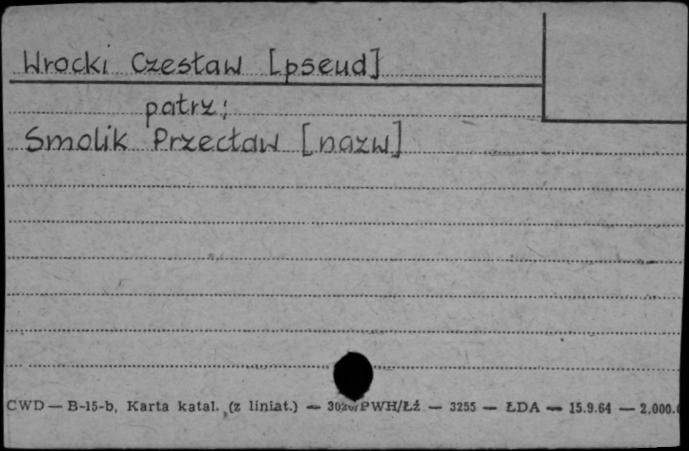 Wrocki Czesław [pseud]
patrz:
Smolik Przecław [nazw]
CWD — B-15-b, Karta katal. (z liniat.) — PWH/Łź — 3255 — ŁDA — 15.9.64 — 2.000.